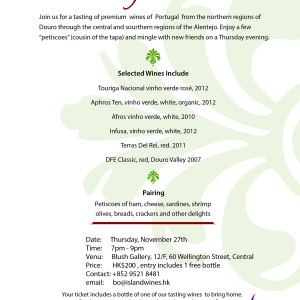 Join us for a tasting of premium wines of Portugal from the northern regions of
Douro through the central and southern regions of the Alentejo. Enjoy a few
"petiscoes" (cousin of the tapa) and mingle with new friends on a Thursday evening.
Selected Wines Include
Touriga Nacional vinho verde rosé, 2012
Aphros Ten, vinho verde, white, organic, 2012
Afros vinho verde, white, 2010
Infusa, vinho verde, white, 2012
Terras Del Rei, red. 2011
DFE Classic, red, Douro Valley 2007
Pairing
Petiscoes of ham, cheese, sardines, shrimp
olives, breads, crackers and other delights
Date: Thursday, November 27th
Time: 7pm - 9pm
Venue: Blush Gallery, 12/F, 60 Wellington Street, Central
Price: HK$200 , entry includes 1 free bottle
Contact: +852 9521 8481
email: bo@islandwines.hk
Your ticket includes a bottle of one of our tasting wines to bring home.